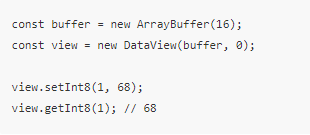 const buffer = new ArrayBuffer(16);
const view = new DataView(buffer, 0);
view.setInt8(1, 68);
view.getInt8(1); // 68